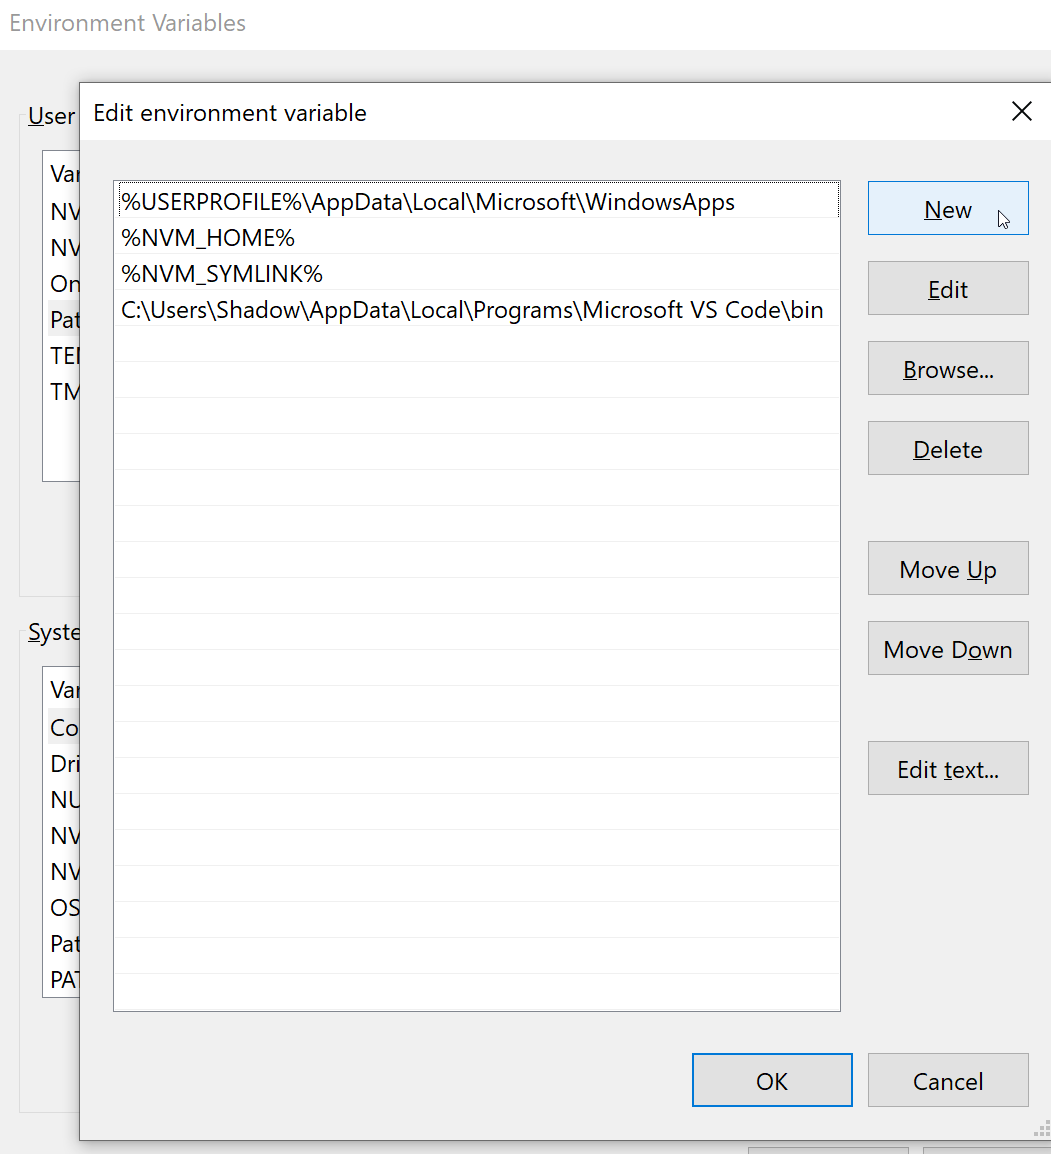 Environment Variables
User
Edit environment variable
Var
NV
NV
On
Pat
TE
TM
%USERPROFILE%\AppData\Local\Microsoft\WindowsApps
%NVM_HOME%
%NVM_SYMLINK%
C:\Users\Shadow\AppData\Local\Programs\Microsoft VS Code\bin
New
Edit
Browse...
Delete
Move Up
Move Down
Edit text...
Syste
Var
Co
Dri
NU
NV
NV
OS
Pat
PAT
OK
Cancel